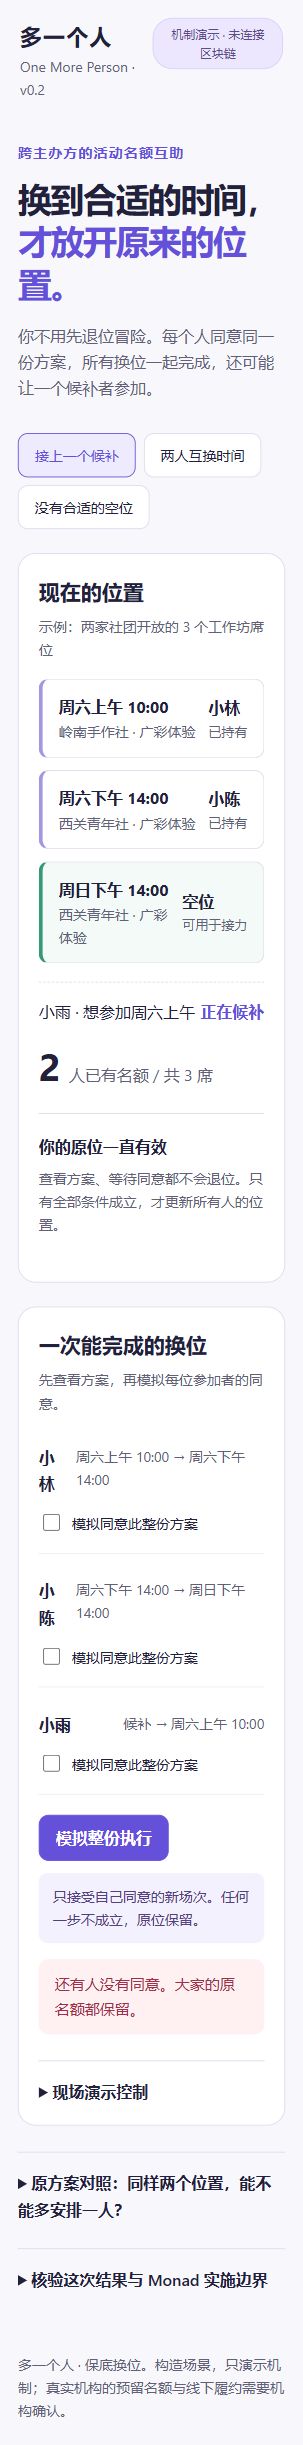 多一个人
One More Person ·
v0.2
机制演示 · 未连接
区块链
跨主办方的活动名额互助
换到合适的时间，
才放开原来的位
置。
你不用先退位冒险。每个人同意同一
份方案，所有换位一起完成，还可能
让一个候补者参加。
接上一个候补
两人互换时间
没有合适的空位
现在的位置
示例：两家社团开放的 3 个工作坊席
位
周六上午 10:00
小林
岭南手作社 · 广彩体验
已持有
周六下午 14:00
小陈
西关青年社 · 广彩体验
已持有
周日下午 14:00
西关青年社 · 广彩
体验
空位
可用于接力
小雨 · 想参加周六上午 正在候补
2 人已有名额 / 共 3 席
你的原位一直有效
查看方案、等待同意都不会退位。只
有全部条件成立，才更新所有人的位
置。
一次能完成的换位
先查看方案，再模拟每位参加者的同
意。
小
林
周六上午 10:00 → 周六下午
14:00
模拟同意此整份方案
小
陈
周六下午 14:00 → 周日下午
14:00
模拟同意此整份方案
小雨
候补 → 周六上午 10:00
模拟同意此整份方案
模拟整份执行
只接受自己同意的新场次。任何
一步不成立，原位保留。
还有人没有同意。大家的原
名额都保留。
▶ 现场演示控制
▶ 原方案对照：同样两个位置，能不
能多安排一人？
▶ 核验这次结果与 Monad 实施边界
多一个人 · 保底换位。构造场景，只演示机
制；真实机构的预留名额与线下履约需要机
构确认。